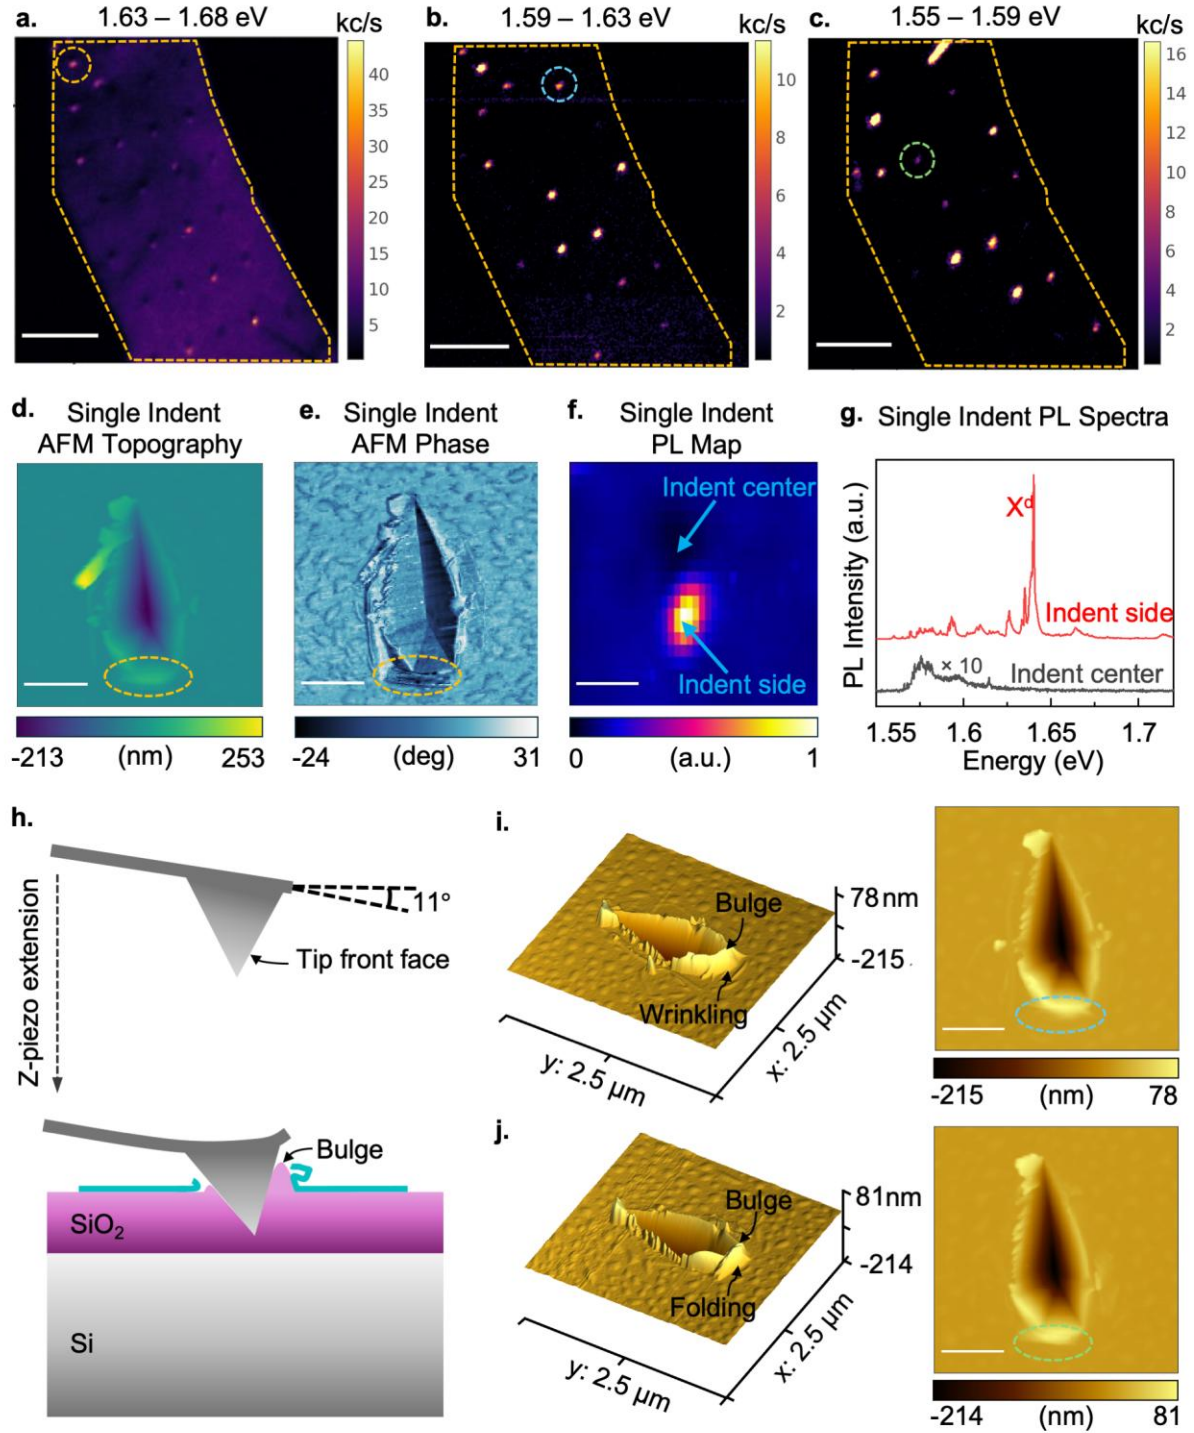 a.
1.63 – 1.68 eV
kc/s
40
35
30
25
20
15
10
5
b.
1.59 – 1.63 eV
kc/s
10
8
6
4
2
c.
1.55 – 1.59 eV
kc/s
16
14
12
10
8
6
4
2
d.
Single Indent
AFM Topography
-213
(nm)
253
e.
Single Indent
AFM Phase
-24
(deg)
31
f.
Single Indent
PL Map
Indent center
Indent side
0
(a.u.)
1
g.
Single Indent PL Spectra
PL Intensity (a.u.)
Xᵈ
Indent side
× 10
Indent center
1.55
1.6
1.65
1.7
Energy (eV)
h.
Z-piezo extension
11°
Tip front face
Bulge
SiO₂
Si
i.
78 nm
Bulge
-215
Wrinkling
y: 2.5 µm
x: 2.5 µm
-215
(nm)
78
j.
81nm
Bulge
-214
Folding
y: 2.5 µm
x: 2.5 µm
-214
(nm)
81